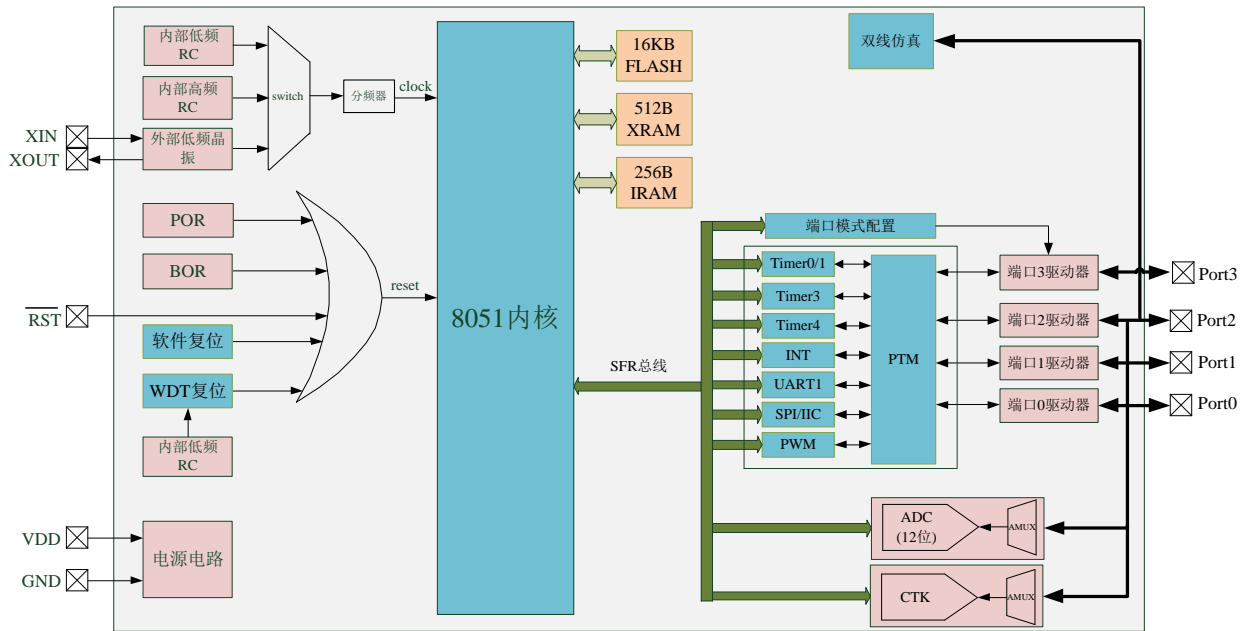 内部低频
RC
内部高频
RC
外部低频晶
振
XIN
XOUT
switch
分频器
clock
POR
BOR
RST
软件复位
WDT复位
内部低频
RC
reset
VDD
GND
电源电路
8051内核
16KB
FLASH
512B
XRAM
256B
IRAM
双线仿真
SFR总线
端口模式配置
Timer0/1
Timer3
Timer4
INT
UART1
SPI/IIC
PWM
PTM
端口3驱动器
端口2驱动器
端口1驱动器
端口0驱动器
Port3
Port2
Port1
Port0
ADC
(12位)
AMUX
CTK
AMUX